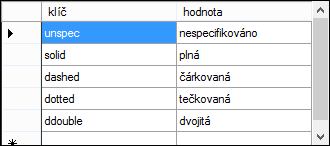 klíč hodnota
unspec nespecifikováno
solid plná
dashed čárkovaná
dotted tečkovaná
ddouble dvojitá